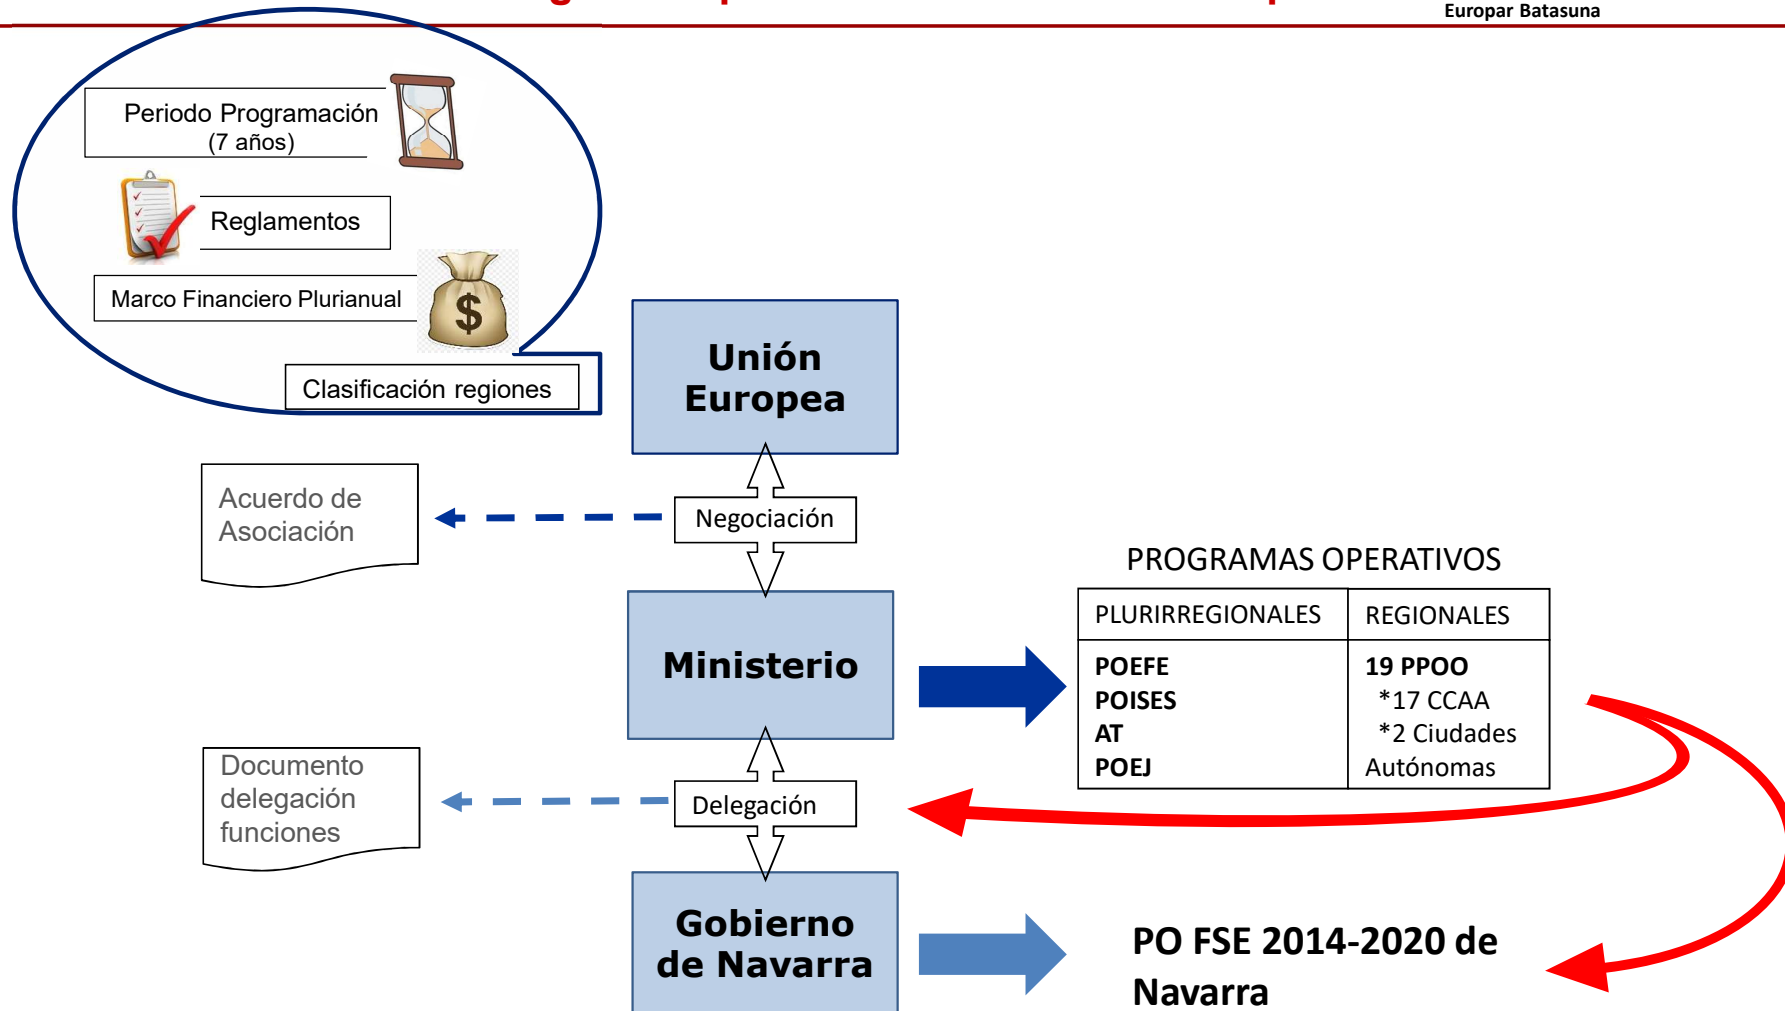 Europar Batasuna
Periodo Programación
(7 años)
Reglamentos
Marco Financiero Plurianual
$
Clasificación regiones
Unión
Europea
Acuerdo de
Asociación
Negociación
PROGRAMAS OPERATIVOS
PLURIRREGIONALES
REGIONALES
Ministerio
POEFE
POISES
AT
POEJ
19 PPOO
*17 CCAA
*2 Ciudades
Autónomas
Documento
delegación
funciones
Delegación
Gobierno
de Navarra
PO FSE 2014-2020 de
Navarra